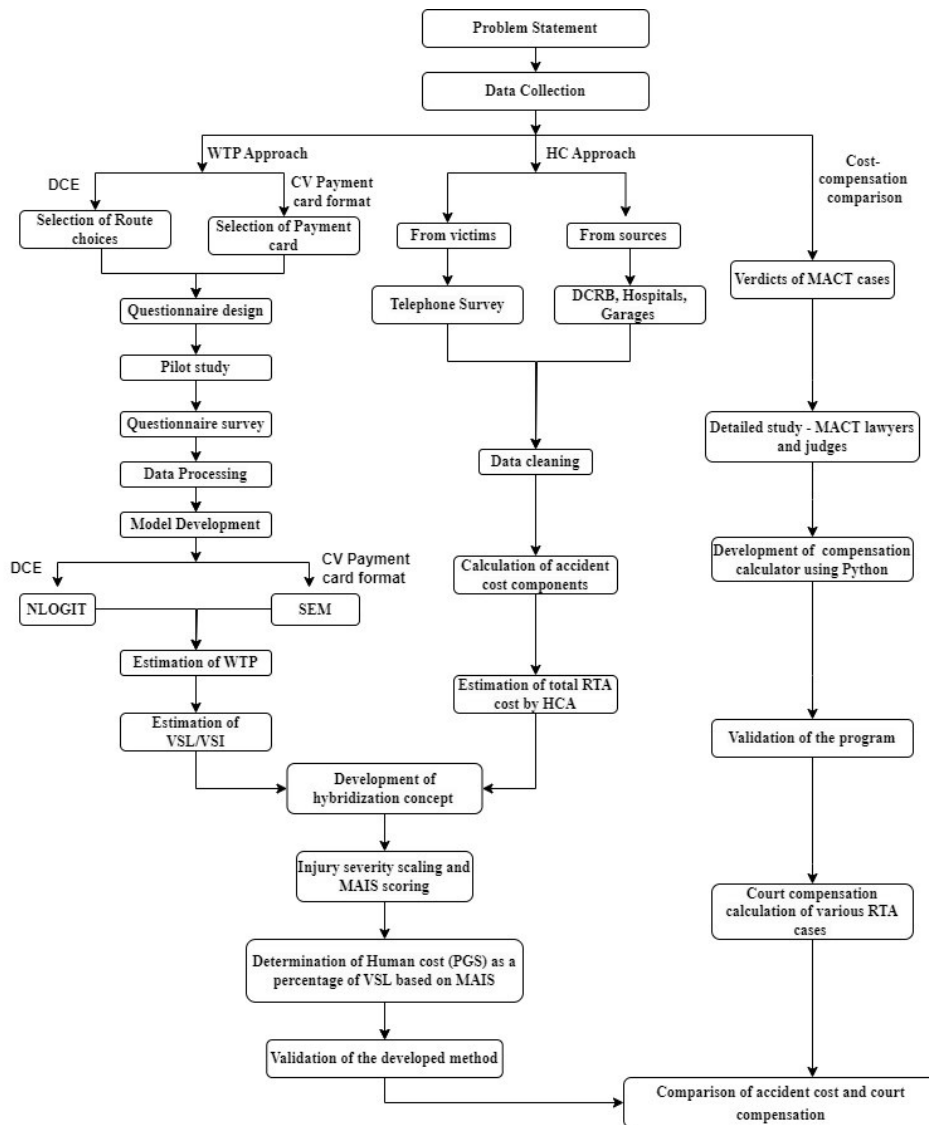 Problem Statement
Data Collection
WTP Approach
HC Approach
Cost-
compensation
comparison
DCE
CV Payment
card format
Selection of Route
choices
Selection of Payment
card
From victims
From sources
Verdicts of MACT cases
Questionnaire design
Telephone Survey
DCRB, Hospitals,
Garages
Pilot study
Questionnaire survey
Detailed study - MACT lawyers
and judges
Data Processing
Data cleaning
Model Development
DCE
CV Payment
card format
Calculation of accident
cost components
Development of compensation
calculator using Python
NLOGIT
SEM
Estimation of WTP
Estimation of total RTA
cost by HCA
Estimation of
VSL/VSI
Validation of the program
Development of
hybridization concept
Injury severity scaling and
MAIS scoring
Court compensation
calculation of various RTA
cases
Determination of Human cost (PGS) as a
percentage of VSL based on MAIS
Validation of the developed method
Comparison of accident cost and court
compensation